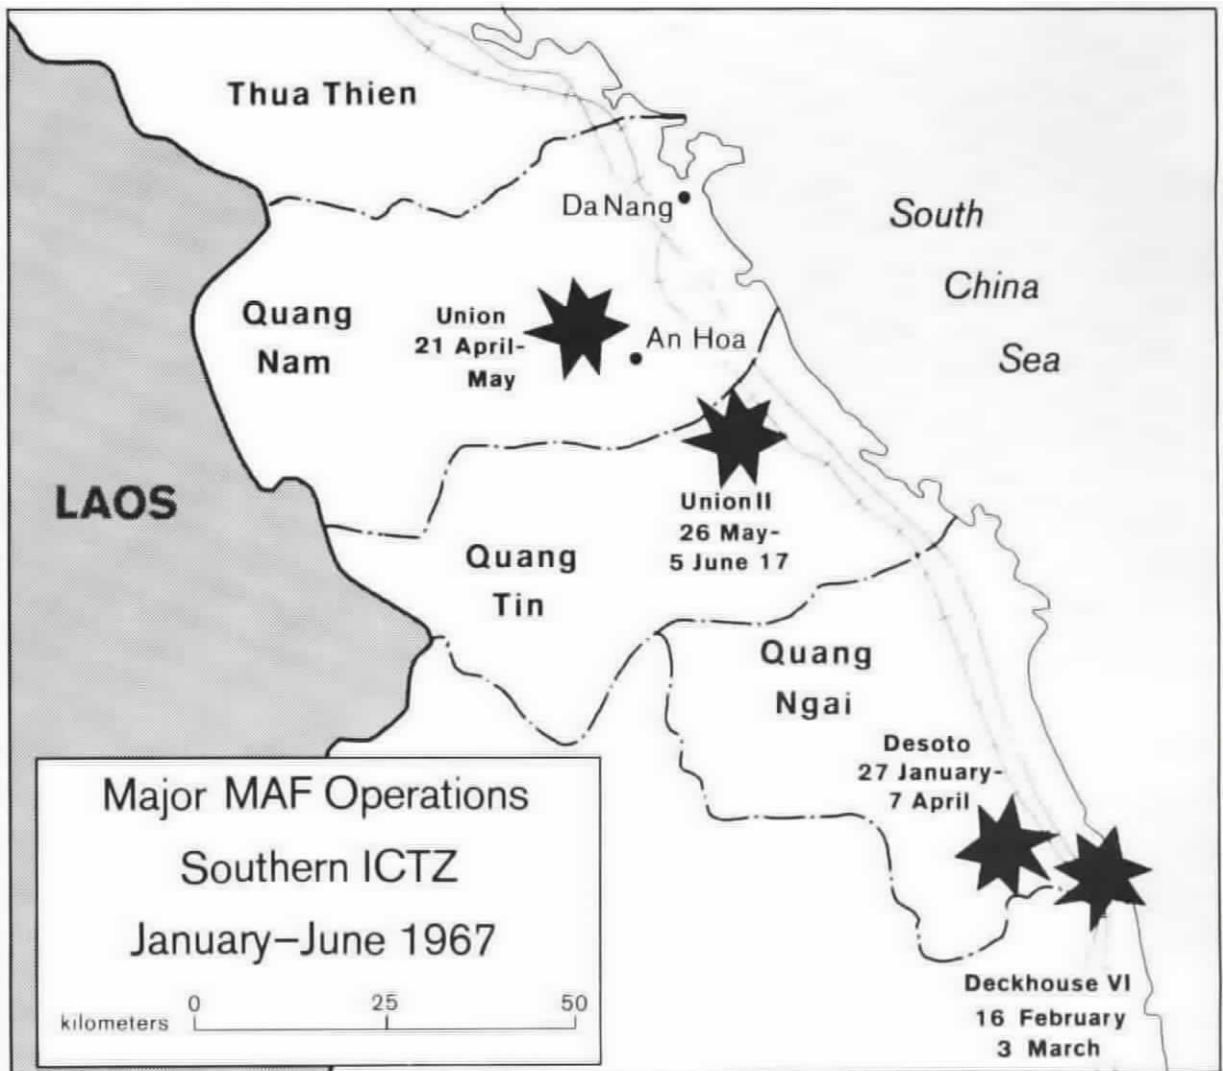 Thua Thien
Da Nang
South
China
Sea
Quang
Nam
Union
21 April-
May
An Hoa
LAOS
Union II
26 May-
5 June 17
Quang
Tin
Quang
Ngai
Desoto
27 January-
7 April
Major MAF Operations
Southern ICTZ
January–June 1967
0 25 50
kilometers
Deckhouse VI
16 February
3 March